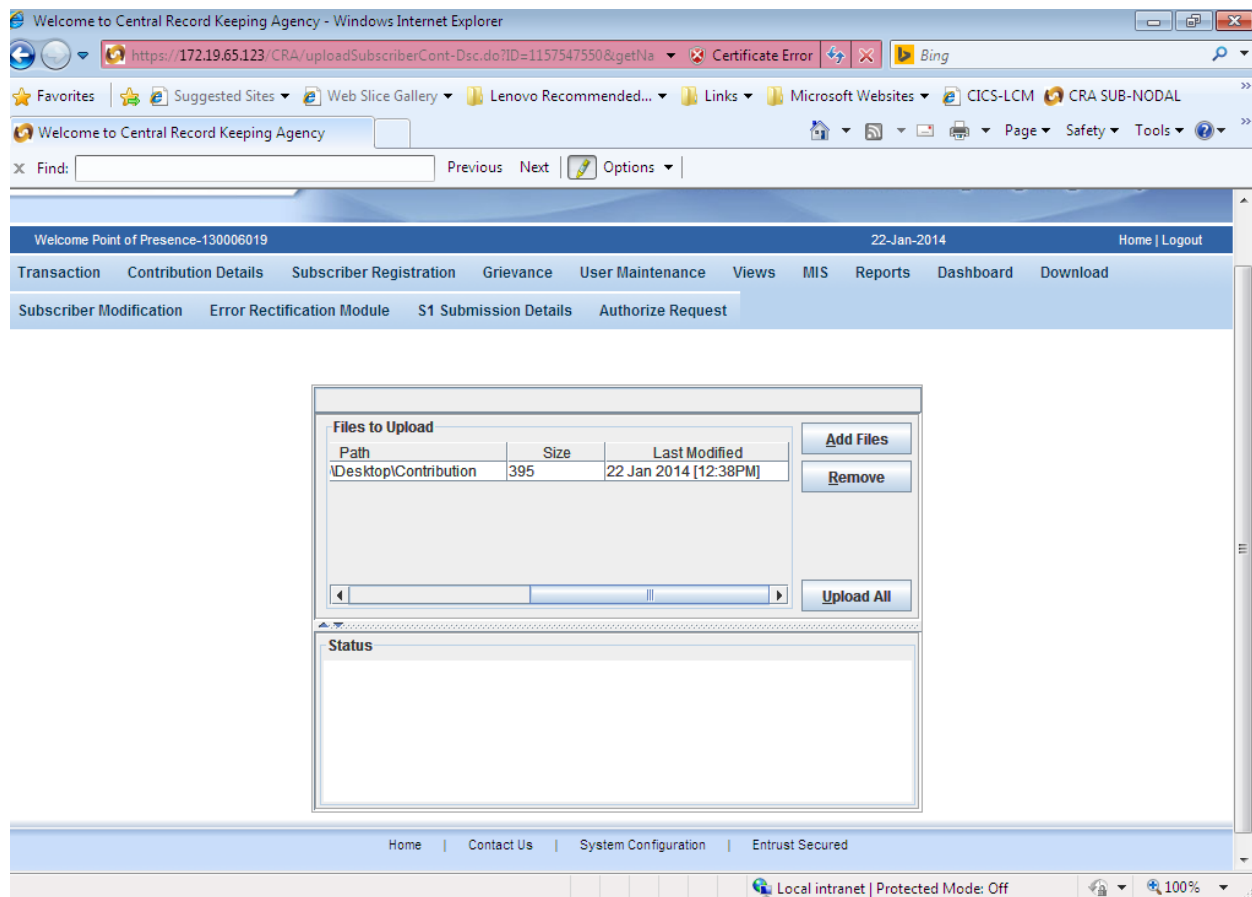 Welcome to Central Record Keeping Agency - Windows Internet Explorer
https://172.19.65.123/CRA/uploadSubscriberCont-Dsc.do?ID=1157547550&getNa Certificate Error Bing
Favorites Suggested Sites Web Slice Gallery Lenovo Recommended... Links Microsoft Websites CICS-LCM CRA SUB-NODAL
Welcome to Central Record Keeping Agency Page Safety Tools
x Find: Previous Next Options
Welcome Point of Presence-130006019 22-Jan-2014 Home | Logout
Transaction Contribution Details Subscriber Registration Grievance User Maintenance Views MIS Reports Dashboard Download
Subscriber Modification Error Rectification Module S1 Submission Details Authorize Request
Files to Upload
Add Files
Path Size Last Modified
\Desktop\Contribution 395 22 Jan 2014 [12:38PM]
Remove
Upload All
Status
Home | Contact Us | System Configuration | Entrust Secured
Local intranet | Protected Mode: Off 100%